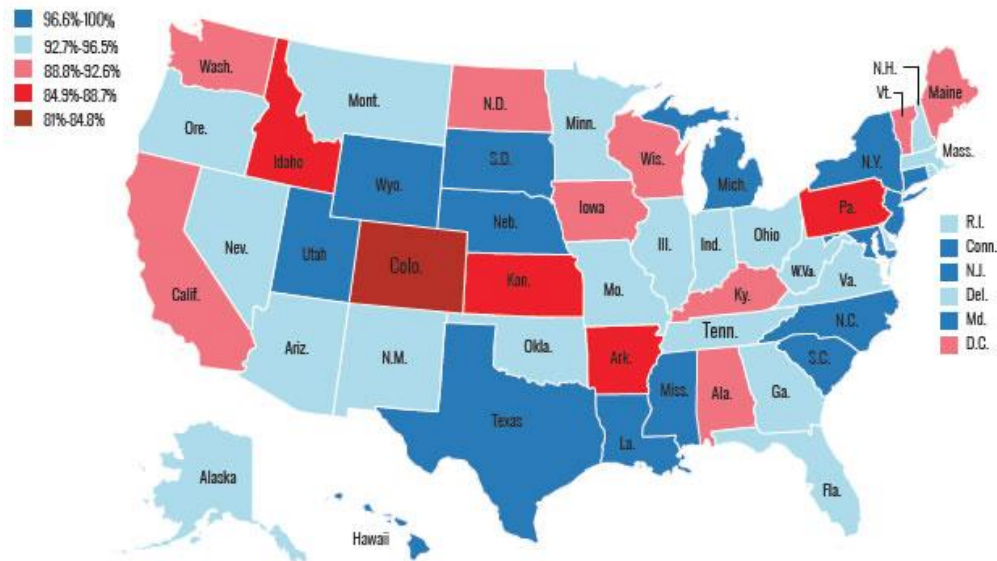 96.6%-100%
92.7%-96.5%
88.8%-92.6%
84.9%-88.7%
81%-84.8%
Wash.
Ore.
Calif.
Nev.
Idaho
Mont.
Wyo.
Utah
Colo.
Ariz.
N.M.
N.D.
S.D.
Neb.
Kan.
Okla.
Texas
Minn.
Iowa
Mo.
Ark.
La.
Wis.
Ill.
Mich.
Ind.
Ohio
Ky.
Tenn.
Miss.
Ala.
Ga.
Fla.
S.C.
N.C.
Va.
W.Va.
Pa.
N.Y.
Vt.
N.H.
Maine
Mass.
R.I.
Conn.
N.J.
Del.
Md.
D.C.
Alaska
Hawaii